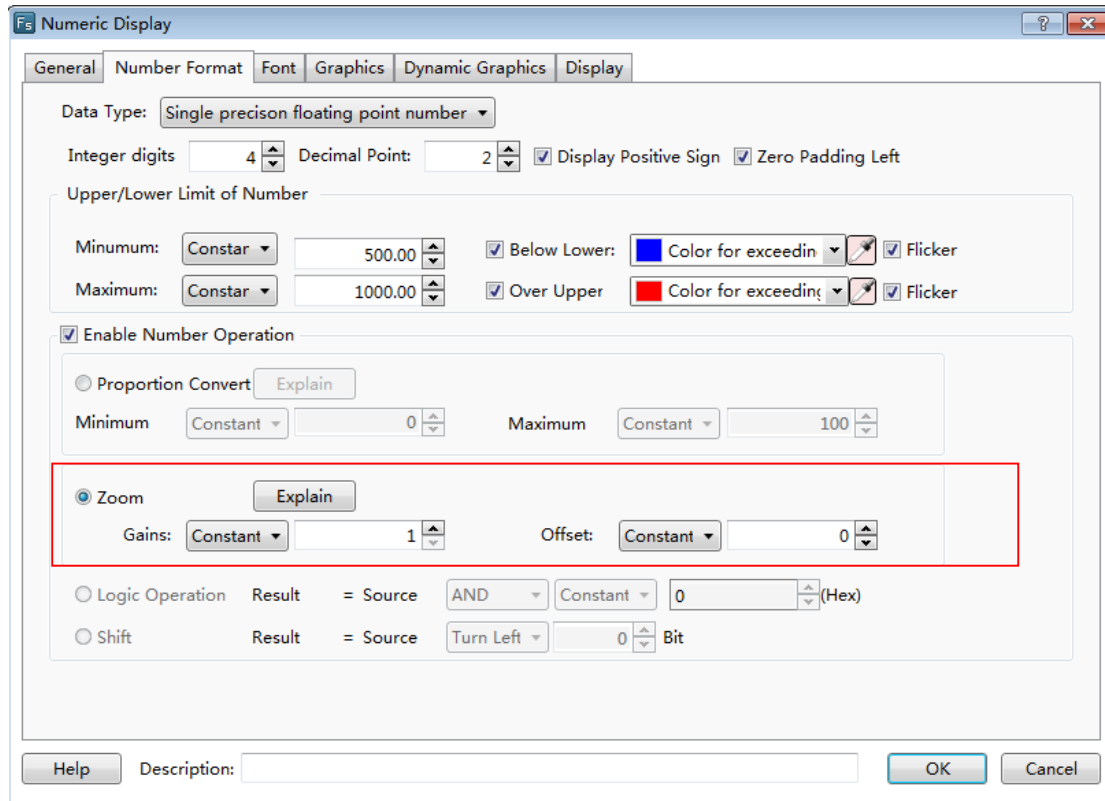 Fs Numeric Display ?
General Number Format Font Graphics Dynamic Graphics Display
Data Type: Single precison floating point number
Integer digits 4 Decimal Point: 2 Display Positive Sign Zero Padding Left
Upper/Lower Limit of Number
Minumum: Constar 500.00 Below Lower: Color for exceedin Flicker
Maximum: Constar 1000.00 Over Upper Color for exceeding Flicker
Enable Number Operation
Proportion Convert Explain
Minimum Constant 0 Maximum Constant 100
Zoom Explain
Gains: Constant 1 Offset: Constant 0
Logic Operation Result = Source AND Constant 0 (Hex)
Shift Result = Source Turn Left 0 Bit
Help Description: OK Cancel